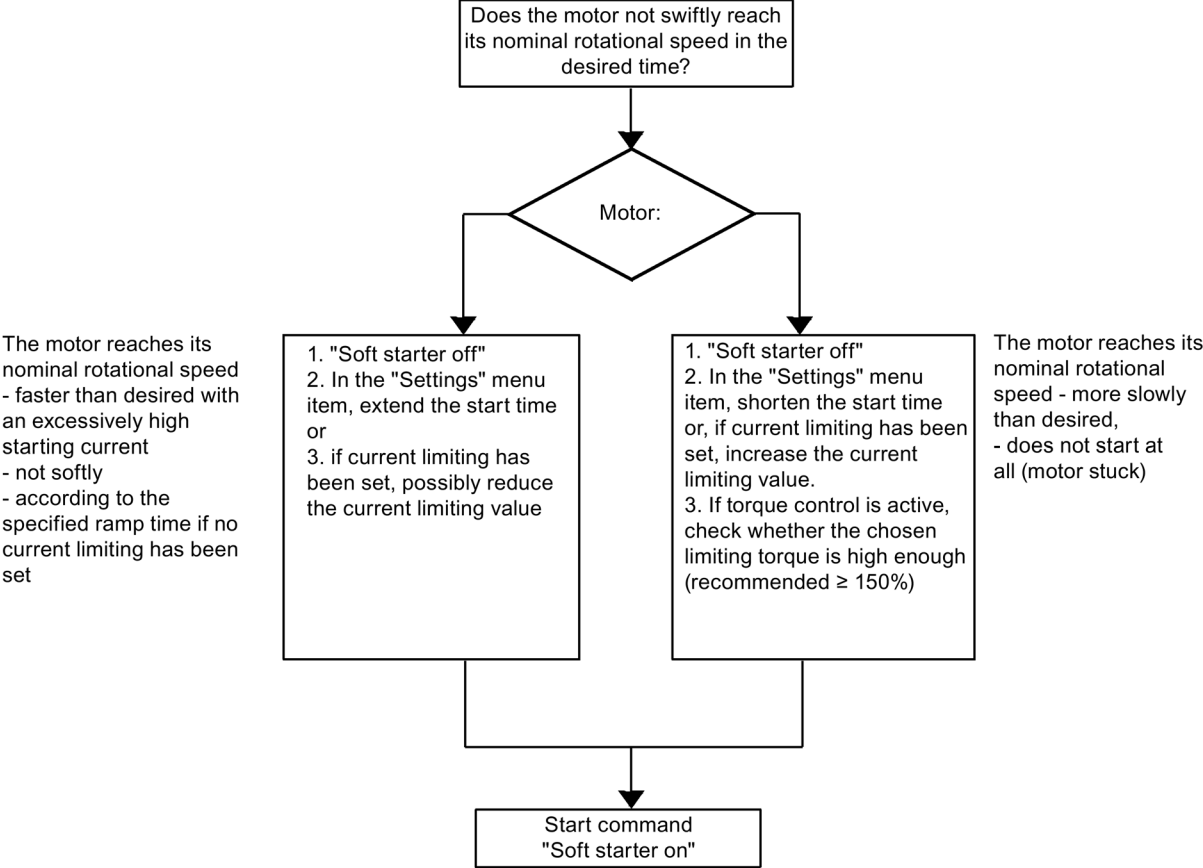 Does the motor not swiftly reach
its nominal rotational speed in the
desired time?
Motor:
The motor reaches its
nominal rotational speed
- faster than desired with
an excessively high
starting current
- not softly
- according to the
specified ramp time if no
current limiting has been
set
1. "Soft starter off"
2. In the "Settings" menu
item, extend the start time
or
3. if current limiting has
been set, possibly reduce
the current limiting value
1. "Soft starter off"
2. In the "Settings" menu
item, shorten the start time
or, if current limiting has been
set, increase the current
limiting value.
3. If torque control is active,
check whether the chosen
limiting torque is high enough
(recommended ≥ 150%)
The motor reaches its
nominal rotational
speed - more slowly
than desired,
- does not start at
all (motor stuck)
Start command
"Soft starter on"